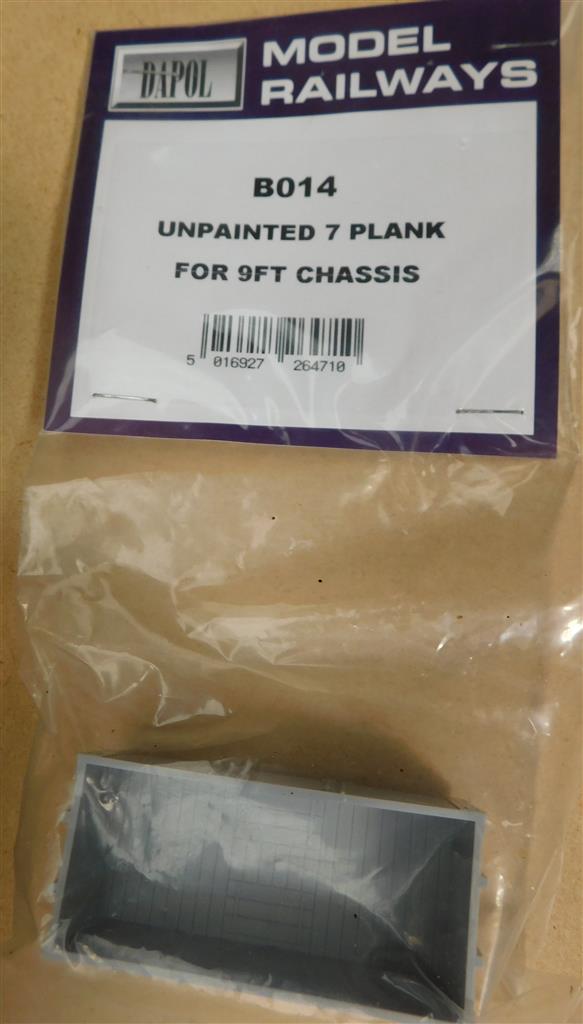 DAPOL
MODEL
RAILWAYS
B014
UNPAINTED 7 PLANK
FOR 9FT CHASSIS
5 016927 264710